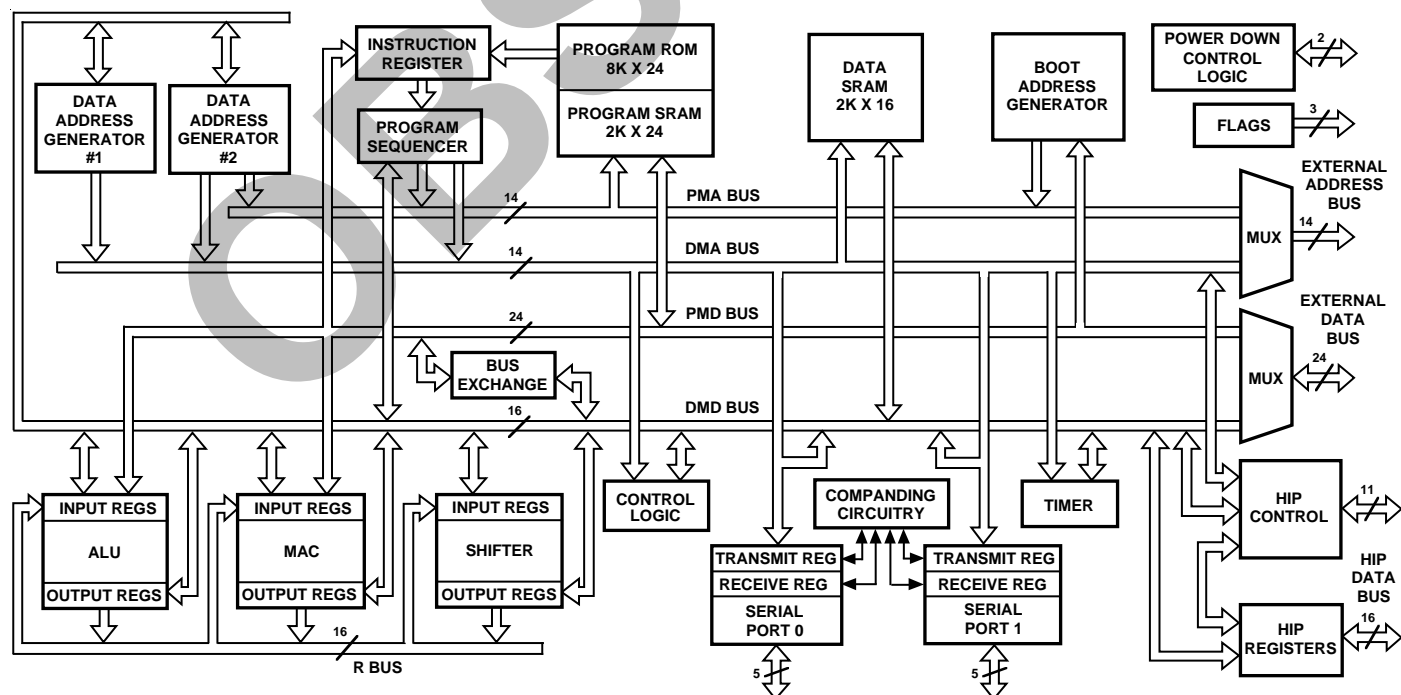 INSTRUCTION
REGISTER
PROGRAM ROM
8K X 24
PROGRAM SRAM
2K X 24
DATA
SRAM
2K X 16
BOOT
ADDRESS
GENERATOR
POWER DOWN
CONTROL
LOGIC
2
FLAGS
3
DATA
ADDRESS
GENERATOR
#1
DATA
ADDRESS
GENERATOR
#2
PROGRAM
SEQUENCER
EXTERNAL
ADDRESS
BUS
14
PMA BUS
14
MUX
14
DMA BUS
EXTERNAL
DATA
BUS
24
PMD BUS
BUS
EXCHANGE
MUX
24
16
DMD BUS
INPUT REGS
ALU
OUTPUT REGS
INPUT REGS
MAC
OUTPUT REGS
INPUT REGS
SHIFTER
OUTPUT REGS
CONTROL
LOGIC
COMPANDING
CIRCUITRY
TIMER
HIP
CONTROL
11
TRANSMIT REG
RECEIVE REG
SERIAL
PORT 0
5
TRANSMIT REG
RECEIVE REG
SERIAL
PORT 1
5
HIP
DATA
BUS
HIP
REGISTERS
16
16
R BUS
OBS